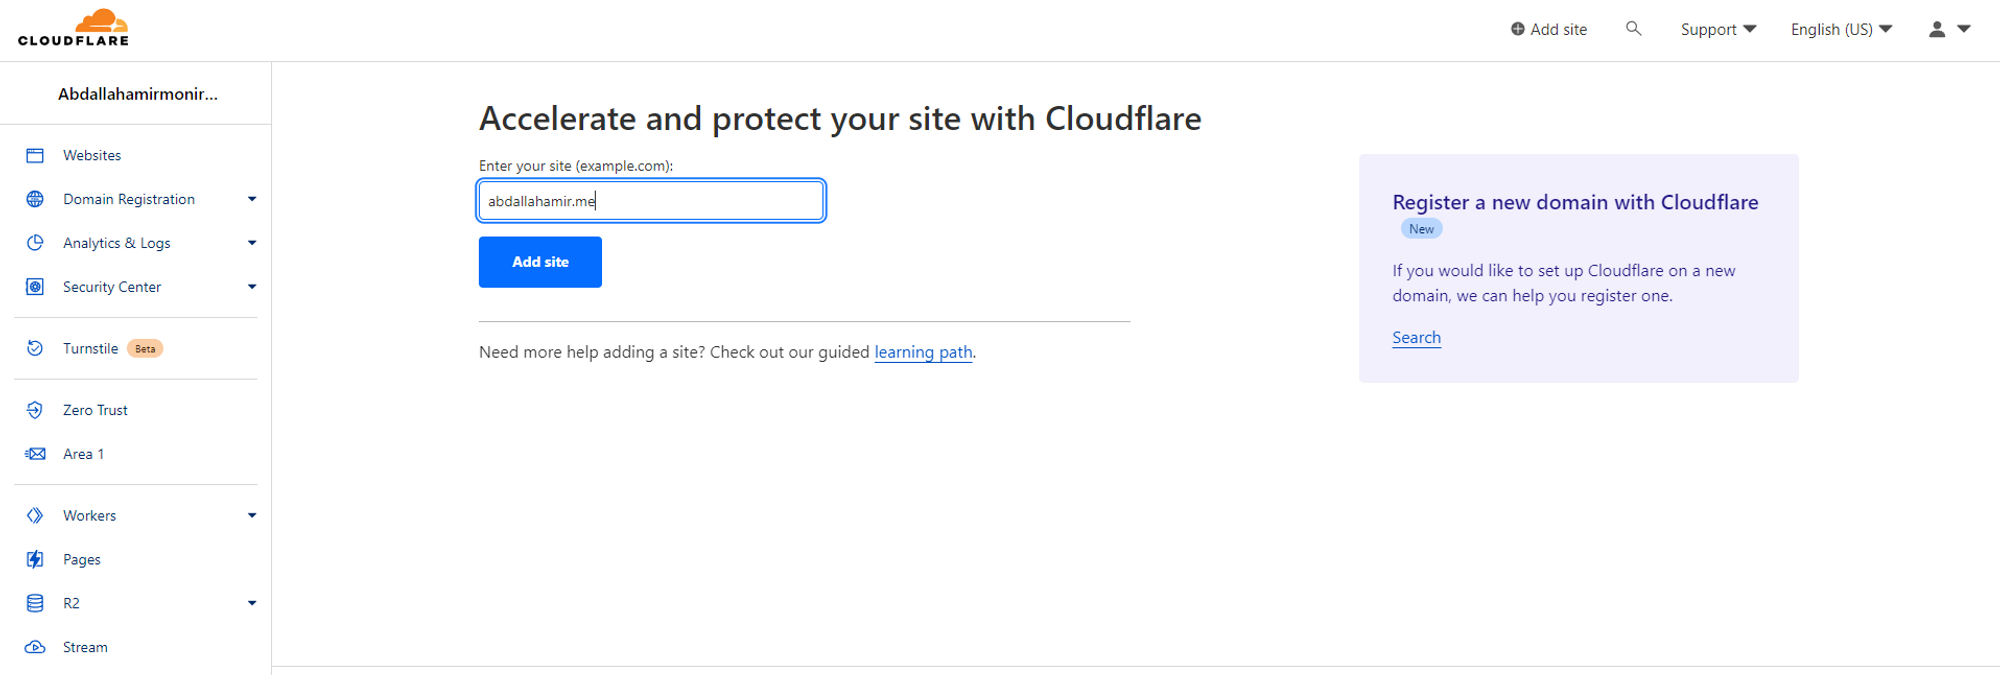 CLOUDFLARE
Add site
Support
English (US)
Abdallahamirmonir...
Websites
Domain Registration
Analytics & Logs
Security Center
Turnstile Beta
Zero Trust
Area 1
Workers
Pages
R2
Stream
Accelerate and protect your site with Cloudflare
Enter your site (example.com):
abdallahamir.me
Add site
Need more help adding a site? Check out our guided learning path.
Register a new domain with Cloudflare
New
If you would like to set up Cloudflare on a new
domain, we can help you register one.
Search